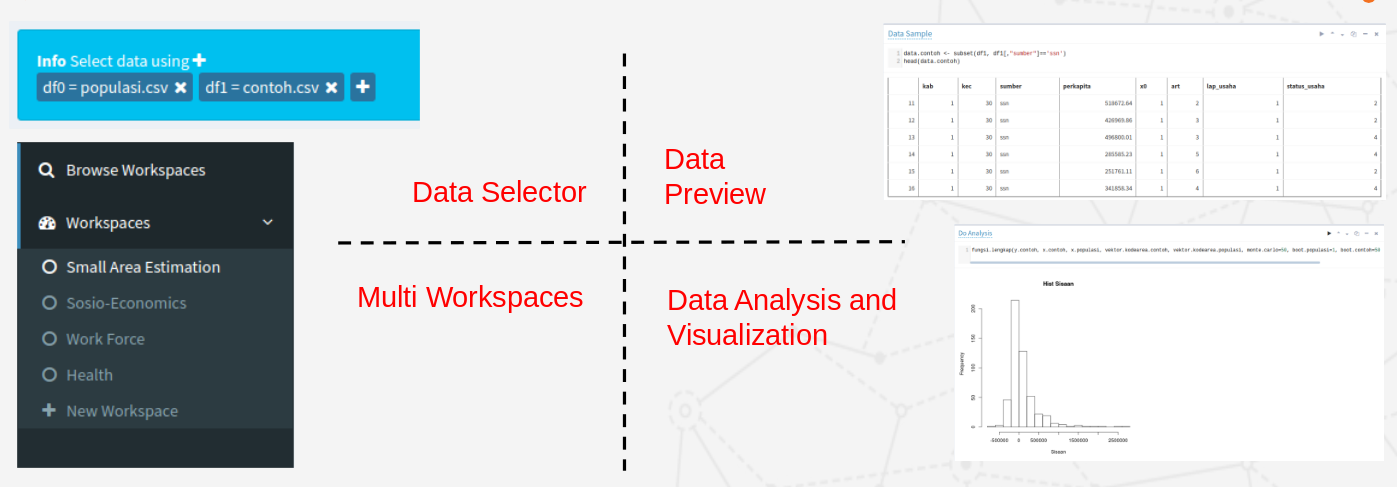 Info Select data using
df0 = populasi.csv
df1 = contoh.csv
Browse Workspaces
Workspaces
Small Area Estimation
Sosio-Economics
Work Force
Health
New Workspace
Data Selector
Multi Workspaces
Data
Preview
Data Analysis and
Visualization
Data Sample
1 data.contoh <- subset(df1, df1[,"sumber"]=='ssn')
2 head(data.contoh)
kab kec sumber perkapita xil art lap_usaha status_usaha
11 1 30 ssn 518672.64 1 2 1 2
12 1 30 ssn 426969.86 1 3 1 2
13 1 30 ssn 496800.01 1 3 1 4
14 1 30 ssn 285585.23 1 5 1 4
15 1 30 ssn 251761.11 1 6 1 2
16 1 30 ssn 341856.34 1 4 1 4
Do Analysis
1 fungsi.lengkap(y.contoh, x.contoh, x.populasi, vektor.kodearea.contoh, vektor.kodearea.populasi, monte.carlo=50, boot.populasi=1, boot.contoh=50
Hist Sisaan
Frequency
200
150
100
50
0
-500000 0 500000 1500000 2500000
Sisaan